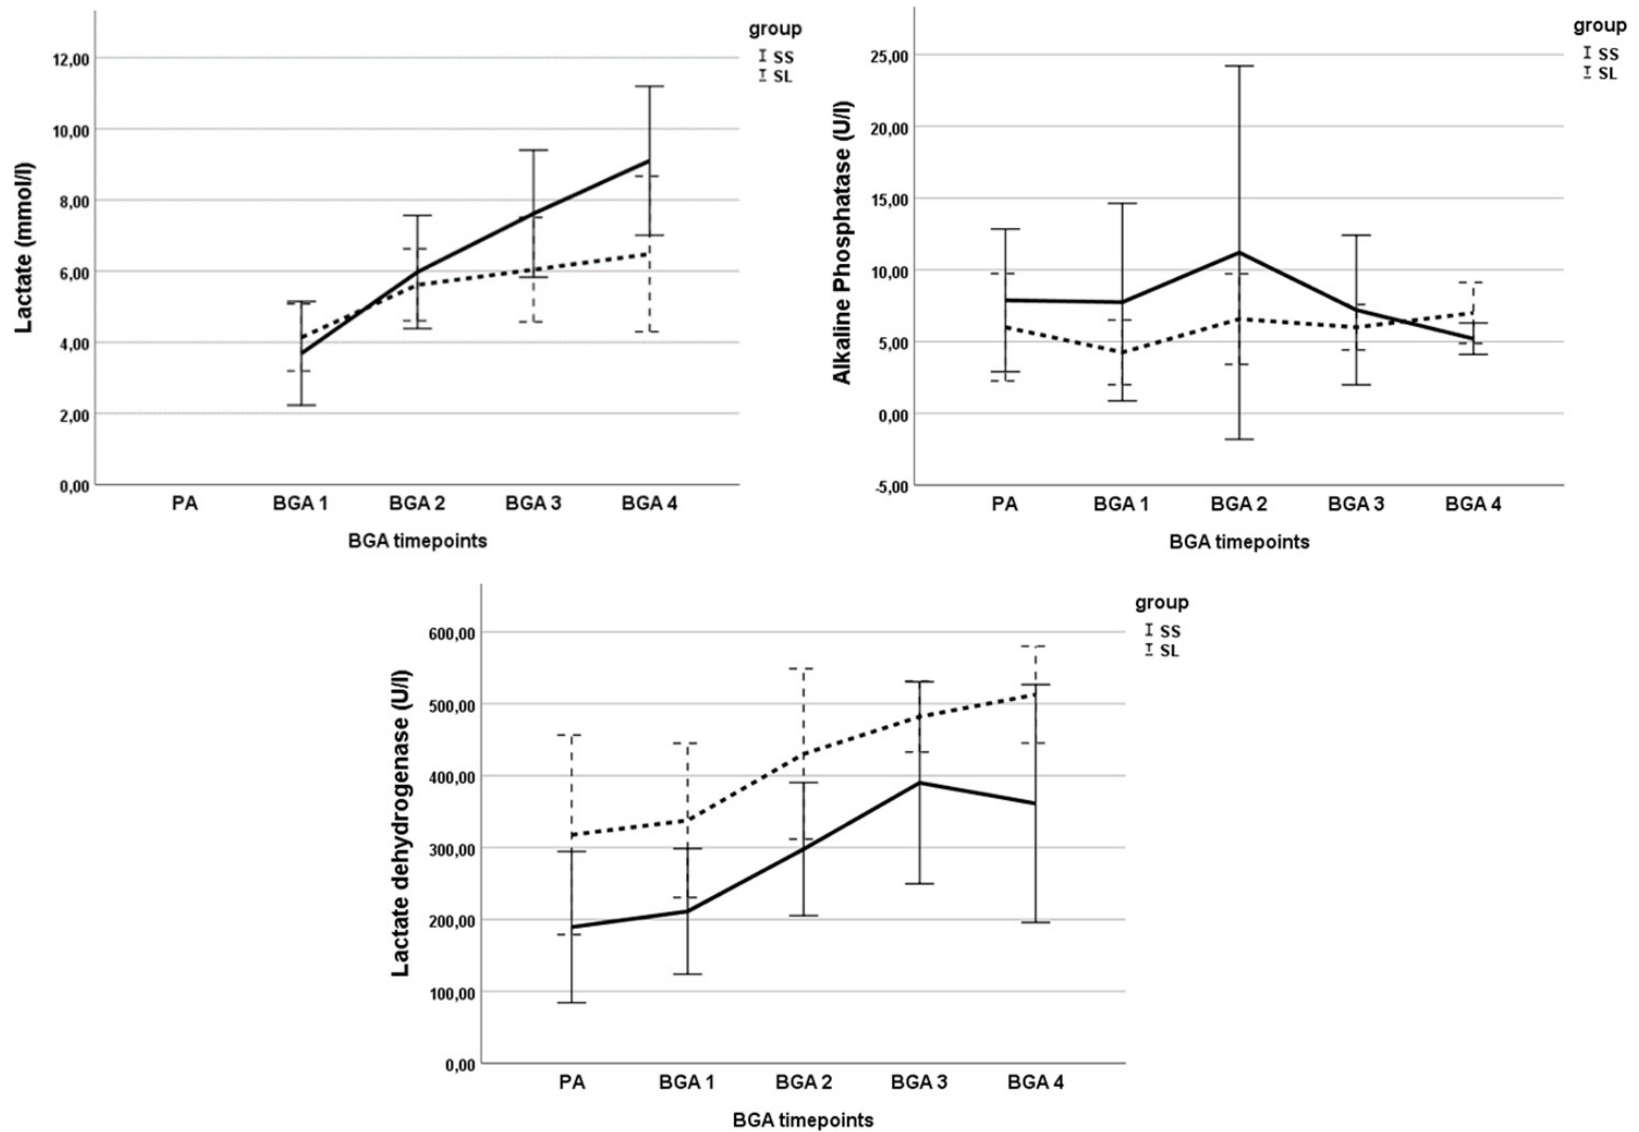 group
SS
SL
12,00
10,00
8,00
6,00
4,00
2,00
0,00
Lactate (mmol/l)
PA BGA 1 BGA 2 BGA 3 BGA 4
BGA timepoints
group
SS
SL
25,00
20,00
15,00
10,00
5,00
0,00
-5,00
Alkaline Phosphatase (U/l)
PA BGA 1 BGA 2 BGA 3 BGA 4
BGA timepoints
group
SS
SL
600,00
500,00
400,00
300,00
200,00
100,00
0,00
Lactate dehydrogenase (U/l)
PA BGA 1 BGA 2 BGA 3 BGA 4
BGA timepoints